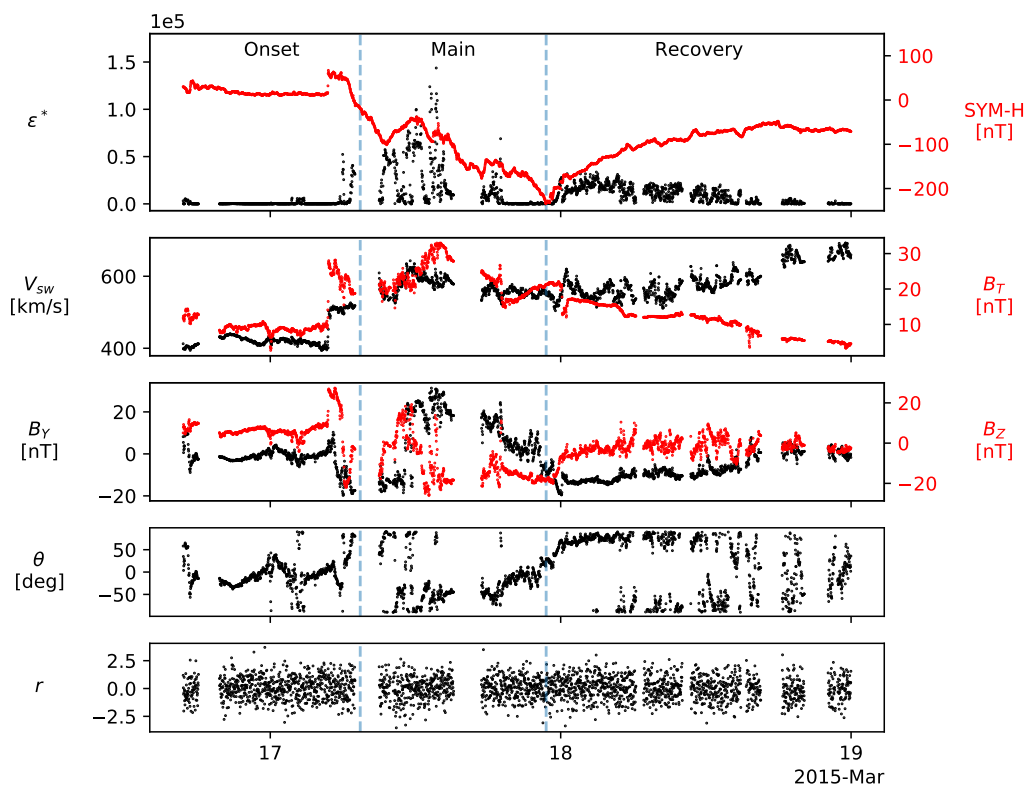 1e5
Onset Main Recovery
ε*
1.5
1.0
0.5
0.0
100
0
−100
−200
SYM-H
[nT]
V_sw
[km/s]
600
400
30
20
10
B_T
[nT]
B_Y
[nT]
20
0
−20
20
0
−20
B_Z
[nT]
θ
[deg]
50
0
−50
r
2.5
0.0
−2.5
17 18 19
2015-Mar